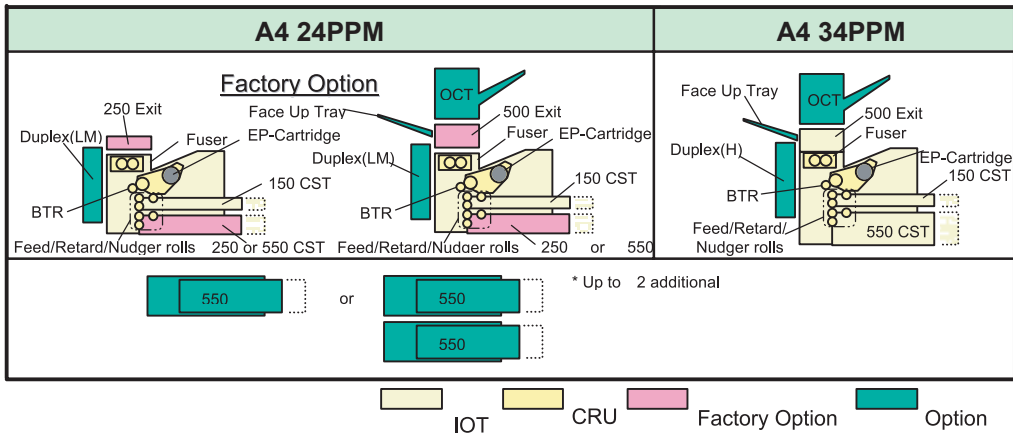 A4 24PPM
A4 34PPM
Factory Option
250 Exit
Duplex(LM)
Fuser
EP-Cartridge
150 CST
BTR
Feed/Retard/Nudger rolls
250 or 550 CST
OCT
Face Up Tray
500 Exit
Fuser
EP-Cartridge
Duplex(LM)
150 CST
BTR
Feed/Retard/Nudger rolls
250 or 550
OCT
Face Up Tray
500 Exit
Fuser
Duplex(H)
EP-Cartridge
150 CST
BTR
Feed/Retard/
Nudger rolls
550 CST
550
or
550
550
* Up to 2 additional
IOT
CRU
Factory Option
Option